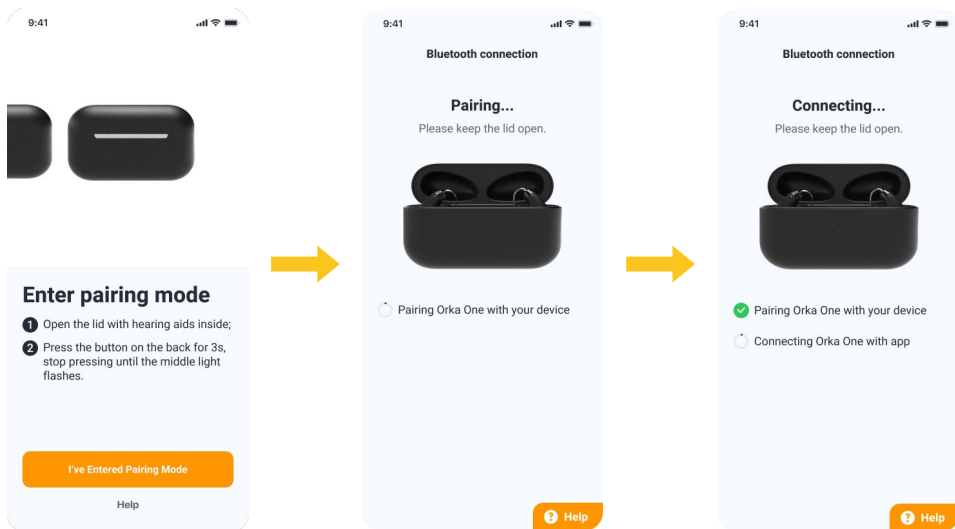 9:41
Enter pairing mode
1 Open the lid with hearing aids inside;
2 Press the button on the back for 3s,
stop pressing until the middle light
flashes.
I've Entered Pairing Mode
Help
9:41
Bluetooth connection
Pairing...
Please keep the lid open.
Pairing Orka One with your device
? Help
9:41
Bluetooth connection
Connecting...
Please keep the lid open.
Pairing Orka One with your device
Connecting Orka One with app
? Help